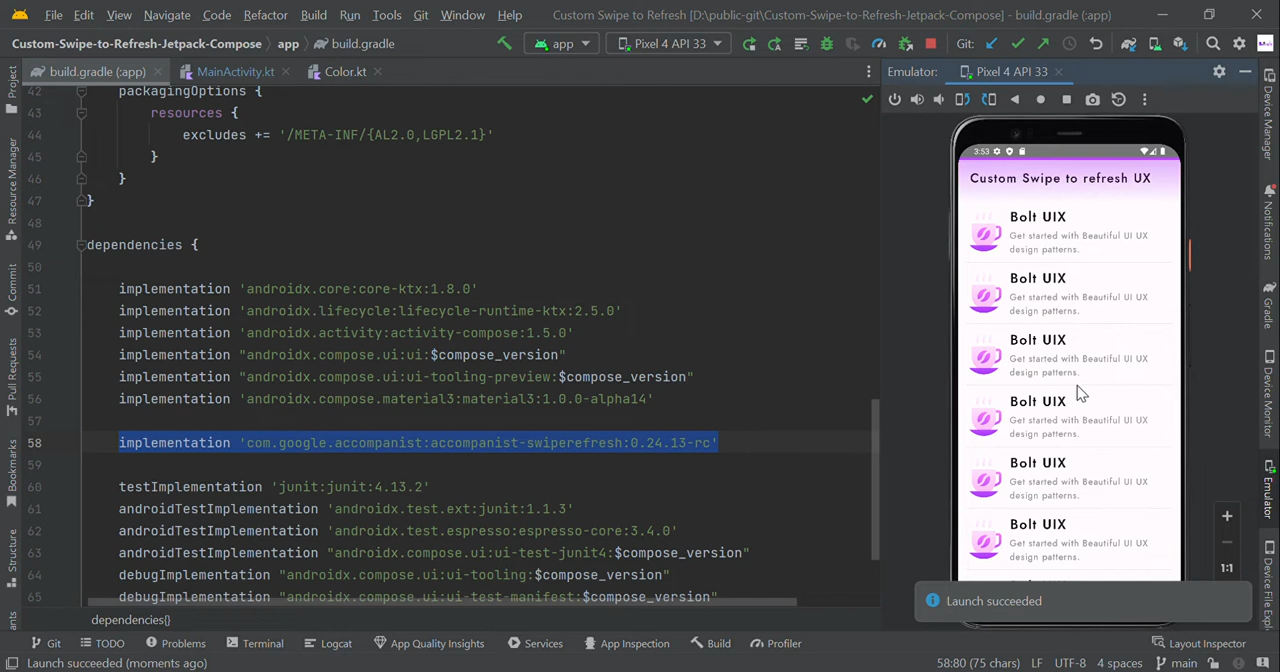 File Edit View Navigate Code Refactor Build Run Tools Git Window Help Custom Swipe to Refresh [D:\public-git\Custom-Swipe-to-Refresh-Jetpack-Compose] - build.gradle (:app)
Custom-Swipe-to-Refresh-Jetpack-Compose app build.gradle app Pixel 4 API 33 Git:
build.gradle (:app) MainActivity.kt Color.kt Emulator: Pixel 4 API 33
42 packagingOptions {
43 resources {
44 excludes += '/META-INF/{AL2.0,LGPL2.1}'
45 }
46 }
47 }
48
49 dependencies {
50
51 implementation 'androidx.core:core-ktx:1.8.0'
52 implementation 'androidx.lifecycle:lifecycle-runtime-ktx:2.5.0'
53 implementation 'androidx.activity:activity-compose:1.5.0'
54 implementation "androidx.compose.ui:ui:$compose_version"
55 implementation "androidx.compose.ui:ui-tooling-preview:$compose_version"
56 implementation 'androidx.compose.material3:material3:1.0.0-alpha14'
57
58 implementation 'com.google.accompanist:accompanist-swiperefresh:0.24.13-rc'
59
60 testImplementation 'junit:junit:4.13.2'
61 androidTestImplementation 'androidx.test.ext:junit:1.1.3'
62 androidTestImplementation 'androidx.test.espresso:espresso-core:3.4.0'
63 androidTestImplementation "androidx.compose.ui:ui-test-junit4:$compose_version"
64 debugImplementation "androidx.compose.ui:ui-tooling:$compose_version"
65 debugImplementation "androidx.compose.ui:ui-test-manifest:$compose_version"
dependencies{}
Project
Resource Manager
Commit
Pull Requests
Bookmarks
Structure
3:53
Custom Swipe to refresh UX
Bolt UIX
Get started with Beautiful UI UX
design patterns.
Bolt UIX
Get started with Beautiful UI UX
design patterns.
Bolt UIX
Get started with Beautiful UI UX
design patterns.
Bolt UIX
Get started with Beautiful UI UX
design patterns.
Bolt UIX
Get started with Beautiful UI UX
design patterns.
Bolt UIX
Get started with Beautiful UI UX
design patterns.
1:1
Launch succeeded
Device Manager
Notifications
Gradle
Device Monitor
Emulator
Device File Expl
Git TODO Problems Terminal Logcat App Quality Insights Services App Inspection Build Profiler Layout Inspector
Launch succeeded (moments ago) 58:80 (75 chars) LF UTF-8 4 spaces main